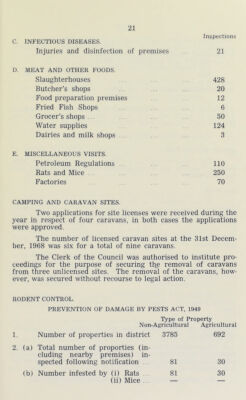 21
Inspections
C. INFECTIOUS DISEASES.
Injuries and disinfection of premises ... 21
D. MEAT AND OTHER FOODS.
Slaughterhouses ... ... ... 428
Butcher's shops ... ... ... 20
Food preparation premises ... ... 12
Fried Fish Shops ... ... ... 6
Grocer's shops ... ... ... 50
Water supplies ... ... ... 124
Dairies and milk shops ... ... ... 3
E. MISCELLANEOUS VISITS.
Petroleum Regulations ... ... ... 110
Rats and Mice ... ... ... 250
Factories ... ... ... 70
CAMPING AND CARAVAN SITES.
Two applications for site licenses were received during the
year in respect of four caravans, in both cases the applications
were approved.
The number of licensed caravan sites at the 31st Decem-
ber, 1968 was six for a total of nine caravans.
The Clerk of the Council was authorised to institute pro-
ceedings for the purpose of securing the removal of caravans
from three unlicensed sites. The removal of the caravans, how-
ever, was secured without recourse to legal action.
RODENT CONTROL.
PREVENTION OF DAMAGE BY PESTS ACT, 1949
Type of Property
Non-Agricultural Agricultural
1. Number of properties in district 3785 692
2. (a) Total number of properties (in-
cluding nearby premises) in-
spected following notification ... 81 30
(b) Number infested by (i) Rats ... 81 30
(ii) Mice ... — —